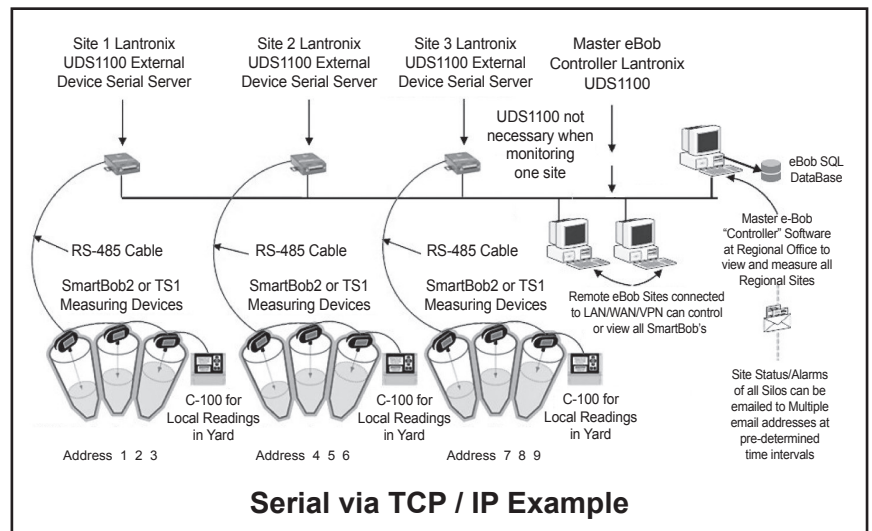 Site 1 Lantronix
UDS1100 External
Device Serial Server
Site 2 Lantronix
UDS1100 External
Device Serial Server
Site 3 Lantronix
UDS1100 External
Device Serial Server
Master eBob
Controller Lantronix
UDS1100
UDS1100 not
necessary when
monitoring
one site
eBob SQL
DataBase
RS-485 Cable
RS-485 Cable
RS-485 Cable
Master e-Bob
“Controller” Software
at Regional Office to
view and measure all
Regional Sites
SmartBob2 or TS1
Measuring Devices
SmartBob2 or TS1
Measuring Devices
SmartBob2 or TS1
Measuring Devices
Remote eBob Sites connected
to LAN/WAN/VPN can control
or view all SmartBob's
C-100 for
Local Readings
in Yard
C-100 for
Local Readings
in Yard
C-100 for
Local Readings
in Yard
Site Status/Alarms
of all Silos can be
emailed to Multiple
email addresses at
pre-determined
time intervals
Address 1 2 3
Address 4 5 6
Address 7 8 9
Serial via TCP / IP Example